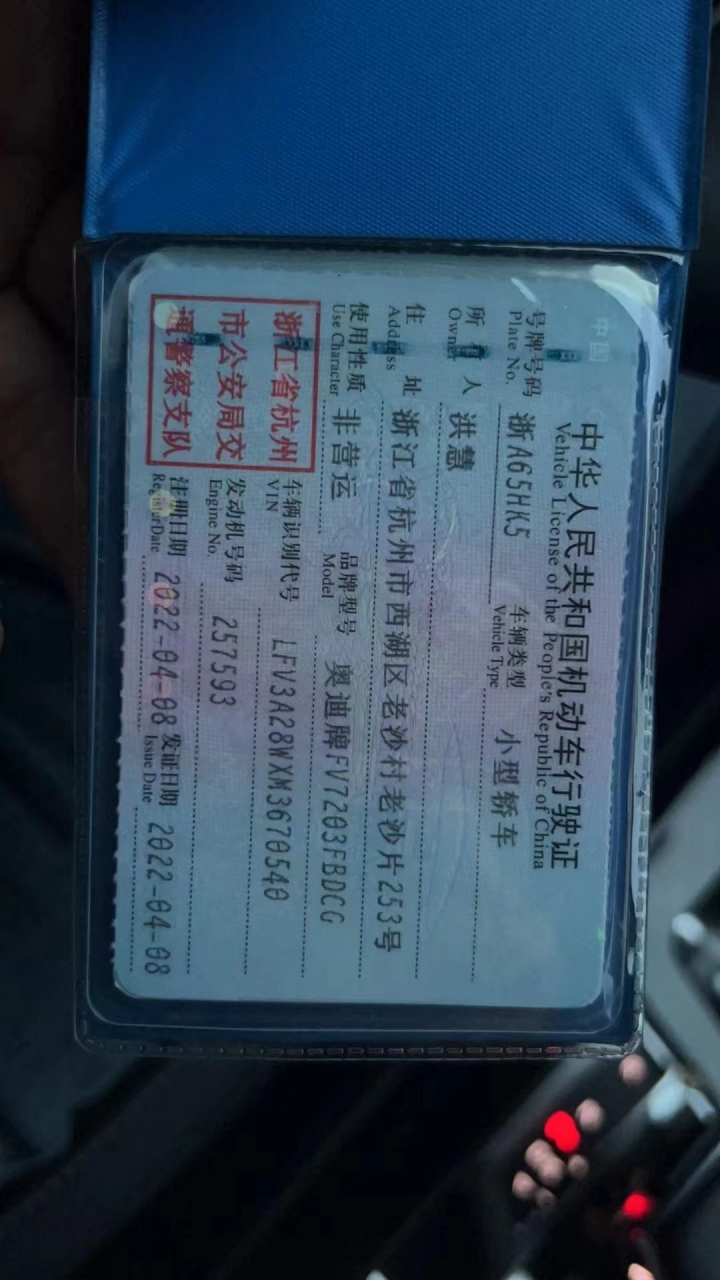 中国
中华人民共和国机动车行驶证
Vehicle License of the People's Republic of China
号牌号码 浙A65HK5 车辆类型 小型轿车
Plate No. Vehicle Type
所有人 洪慧
Owner
住址 浙江省杭州市西湖区老沙村老沙片253号
Address
使用性质 非营运 品牌型号 奥迪牌FV7203FBDCG
Use Character Model
浙江省杭州
市公安局交
通警察支队
车辆识别代号 LFV3A28WXM3670540
VIN
发动机号码 257593
Engine No.
注册日期 2022-04-08 发证日期 2022-04-08
Register Date Issue Date